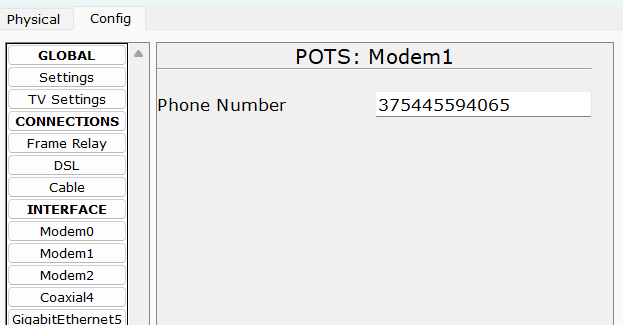 Physical Config
GLOBAL
Settings
TV Settings
CONNECTIONS
Frame Relay
DSL
Cable
INTERFACE
Modem0
Modem1
Modem2
Coaxial4
GigabitEthernet5
POTS: Modem1
Phone Number 375445594065